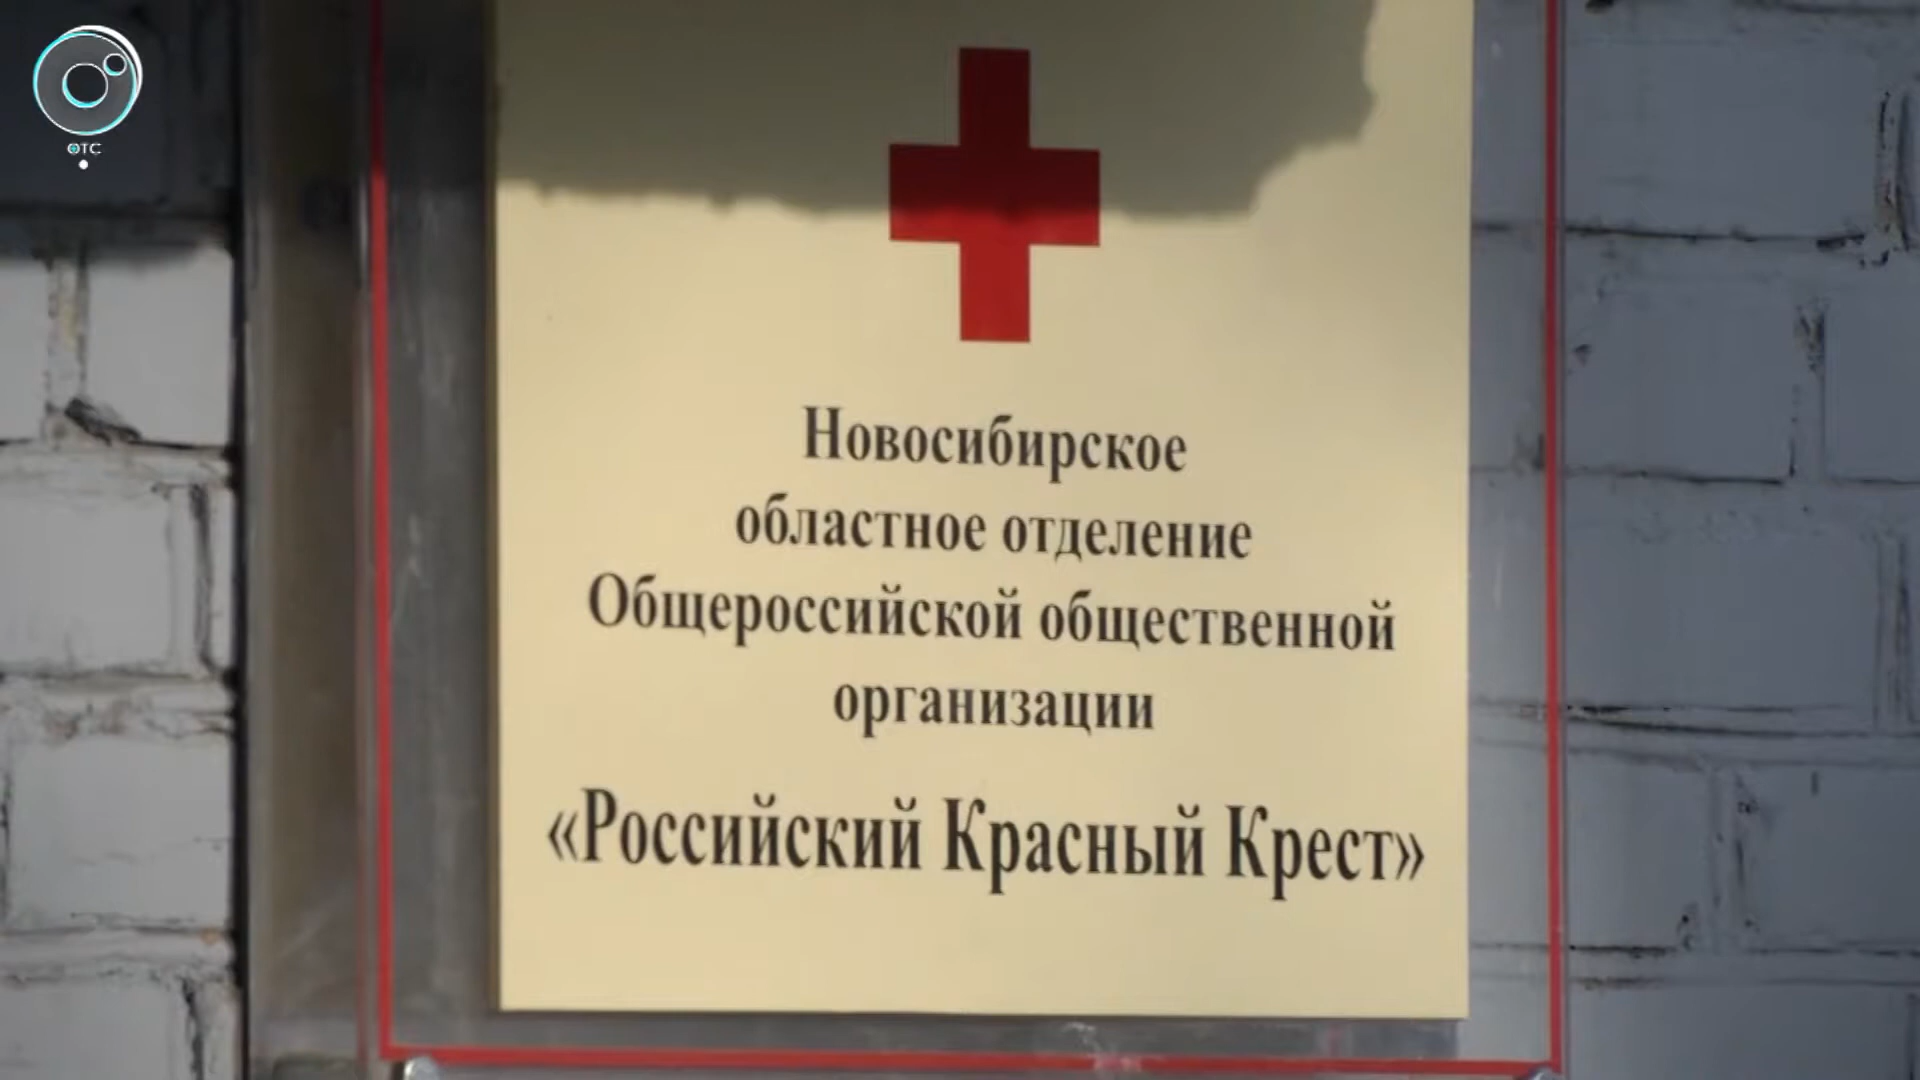 ОТС
Новосибирское
областное отделение
Общероссийской общественной
организации
«Российский Красный Крест»